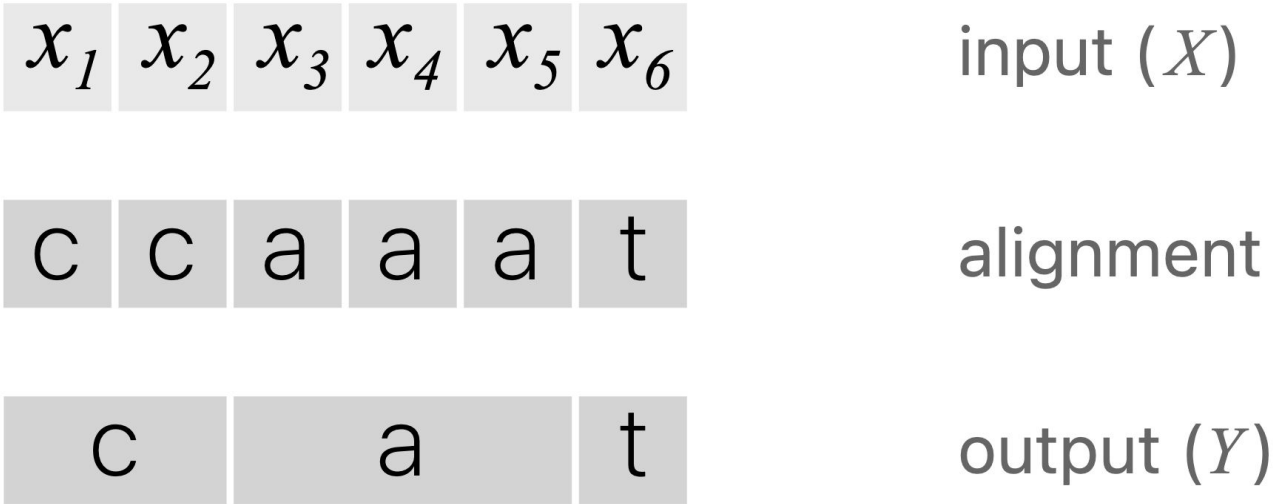 x₁ x₂ x₃ x₄ x₅ x₆ input (X)
c c a a a t alignment
c a t output (Y)